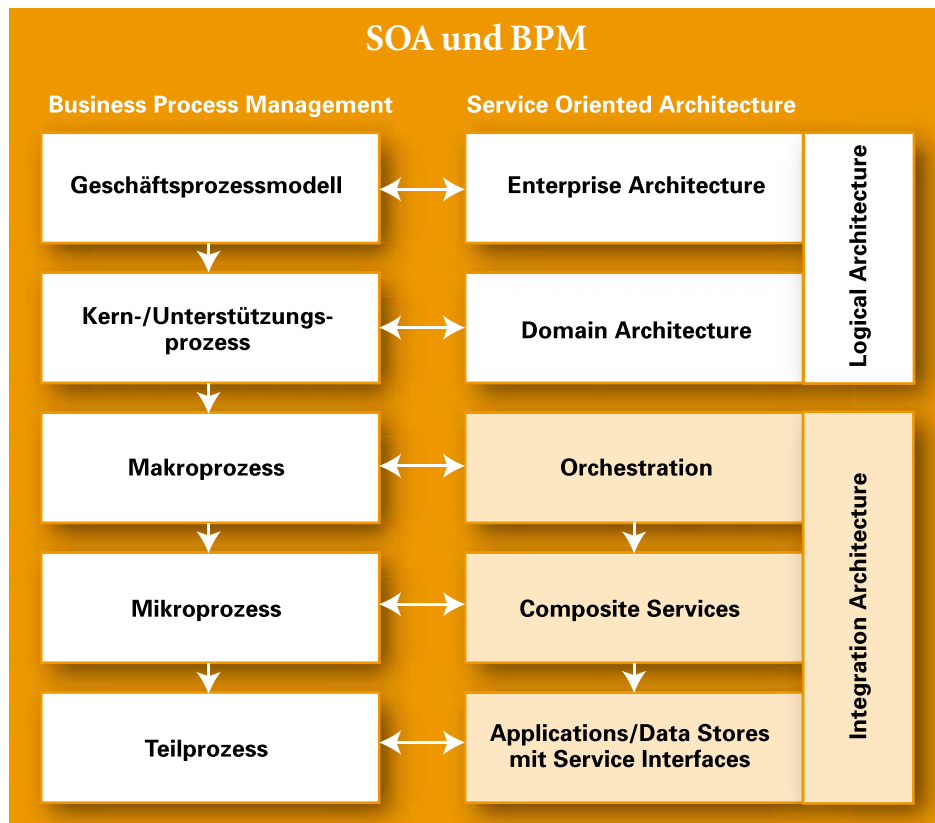 SOA und BPM
Business Process Management
Service Oriented Architecture
Geschäftsprozessmodell
Enterprise Architecture
Kern-/Unterstützungs-
prozess
Domain Architecture
Logical Architecture
Makroprozess
Orchestration
Mikroprozess
Composite Services
Teilprozess
Applications/Data Stores
mit Service Interfaces
Integration Architecture